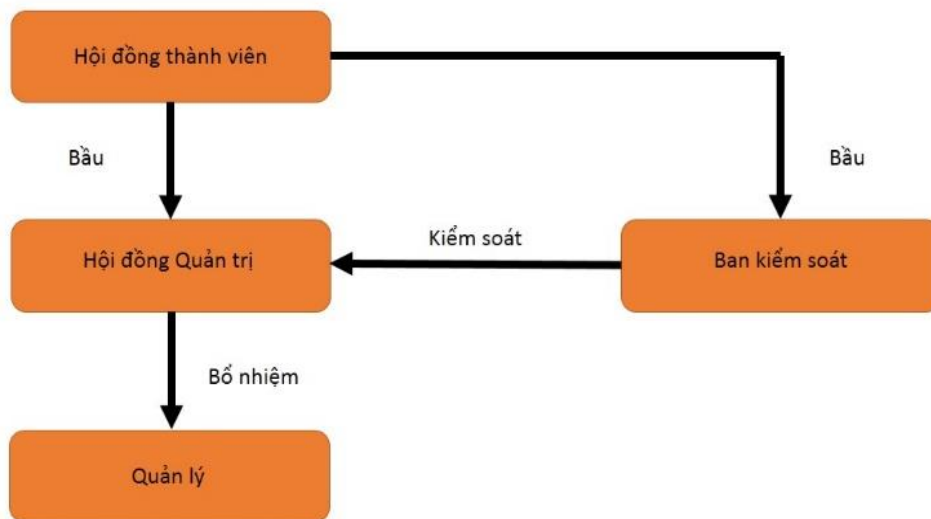 Hội đồng thành viên
Bầu
Bầu
Hội đồng Quản trị
Kiểm soát
Ban kiểm soát
Bổ nhiệm
Quản lý